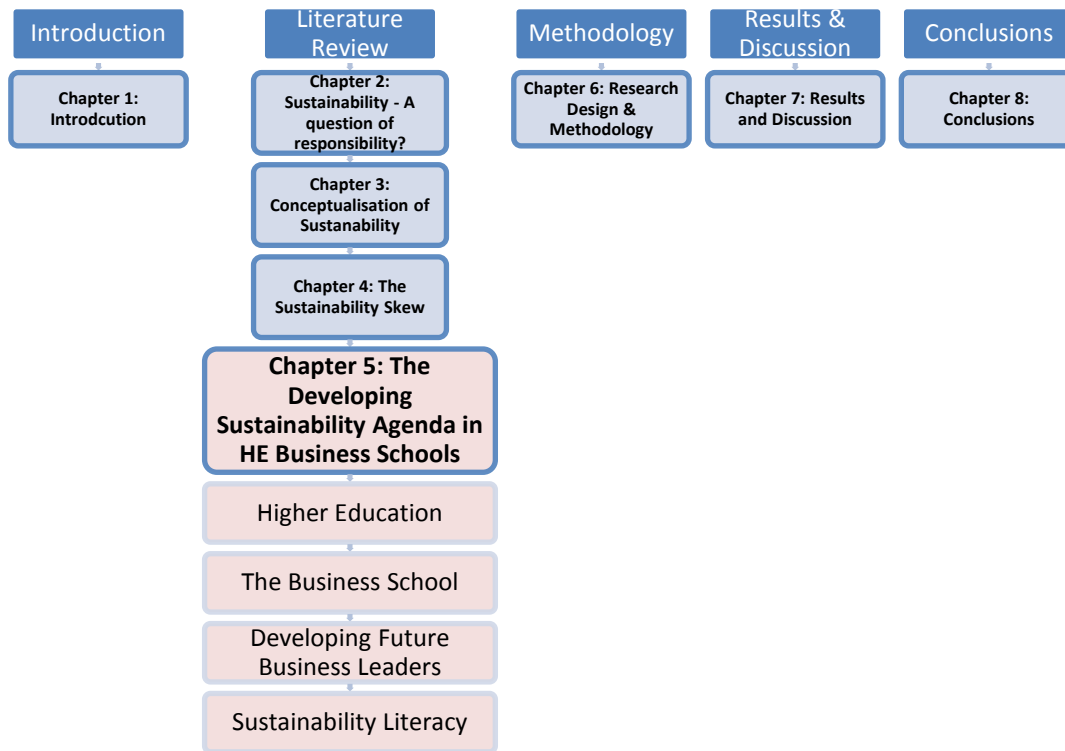 Introduction
Chapter 1:
Introdcution
Literature
Review
Chapter 2:
Sustainability - A
question of
responsibility?
Chapter 3:
Conceptualisation of
Sustanability
Chapter 4: The
Sustainability Skew
Chapter 5: The
Developing
Sustainability Agenda in
HE Business Schools
Higher Education
The Business School
Developing Future
Business Leaders
Sustainability Literacy
Methodology
Chapter 6: Research
Design &
Methodology
Results &
Discussion
Chapter 7: Results
and Discussion
Conclusions
Chapter 8:
Conclusions